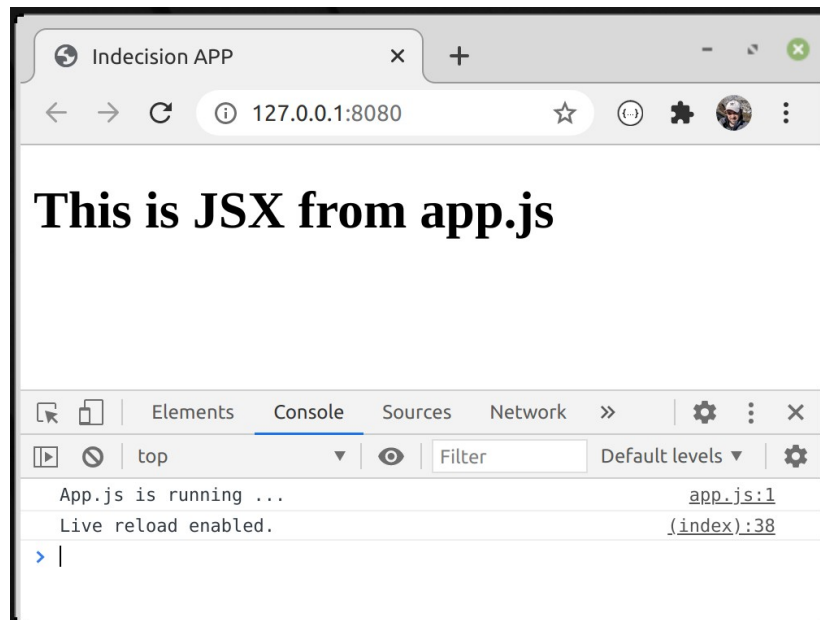 Indecision APP
127.0.0.1:8080
This is JSX from app.js
Elements Console Sources Network
top Filter Default levels
App.js is running ... app.js:1
Live reload enabled. (index):38